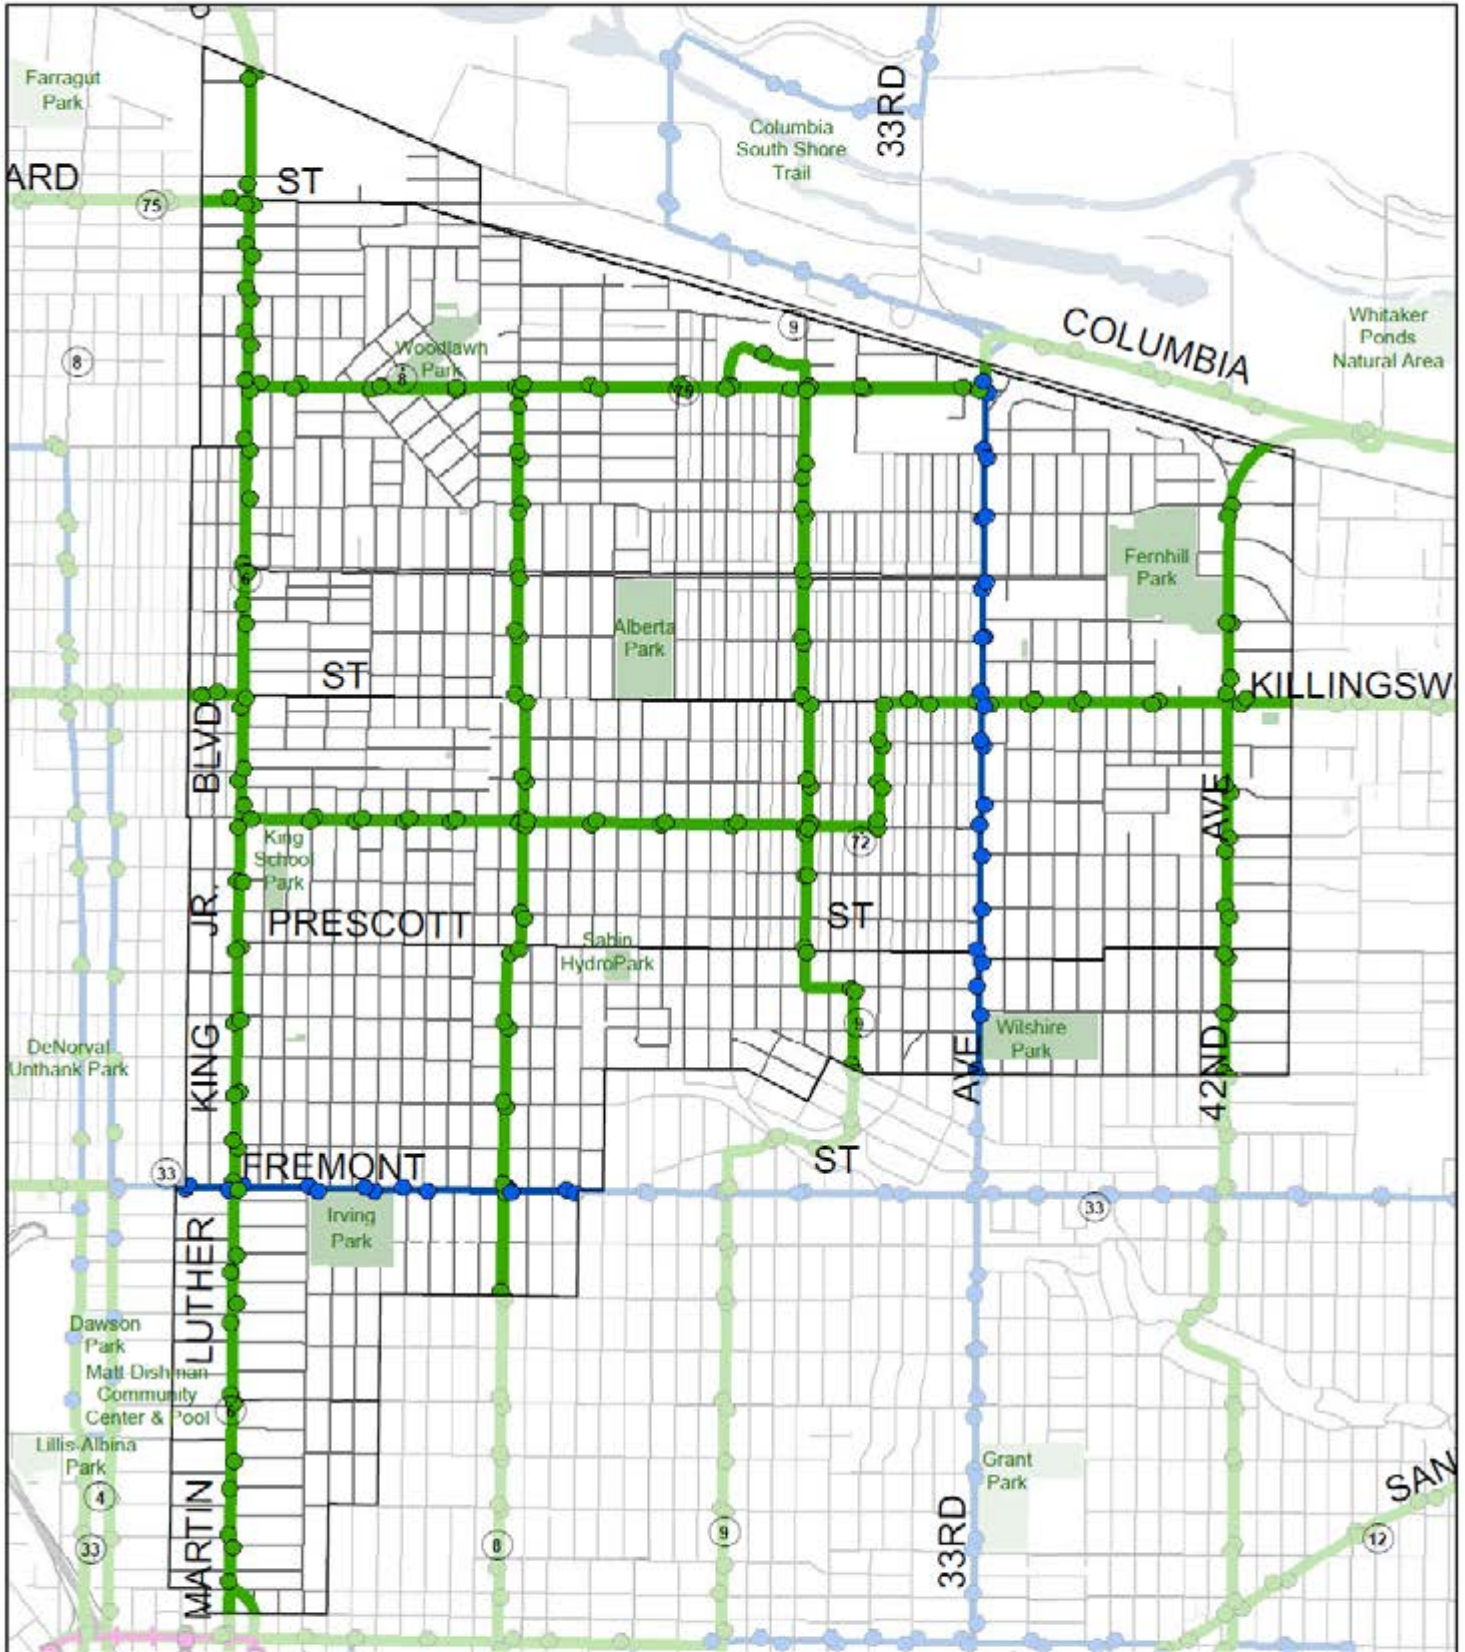 Farragut
Park
33RD
Columbia
South Shore
Trail
ARD
75
ST
COLUMBIA
Whitaker
Ponds
Natural Area
9
8
Woodlawn
Park
8
75
Fernhill
Park
6
Alberta
Park
ST
KILLINGSW
BLVD
AVE
72
King
School
Park
JR.
PRESCOTT
ST
Sabin
HydroPark
9
Wilshire
Park
DeNorval
Unthank Park
KING
AVE
42ND
33
FREMONT
ST
33
Irving
Park
LUTHER
Dawson
Park
Matt Dishman
Community
Center & Pool
6
Lillis-Albina
Park
Grant
Park
SAN
4
MARTIN
33RD
33
8
9
12